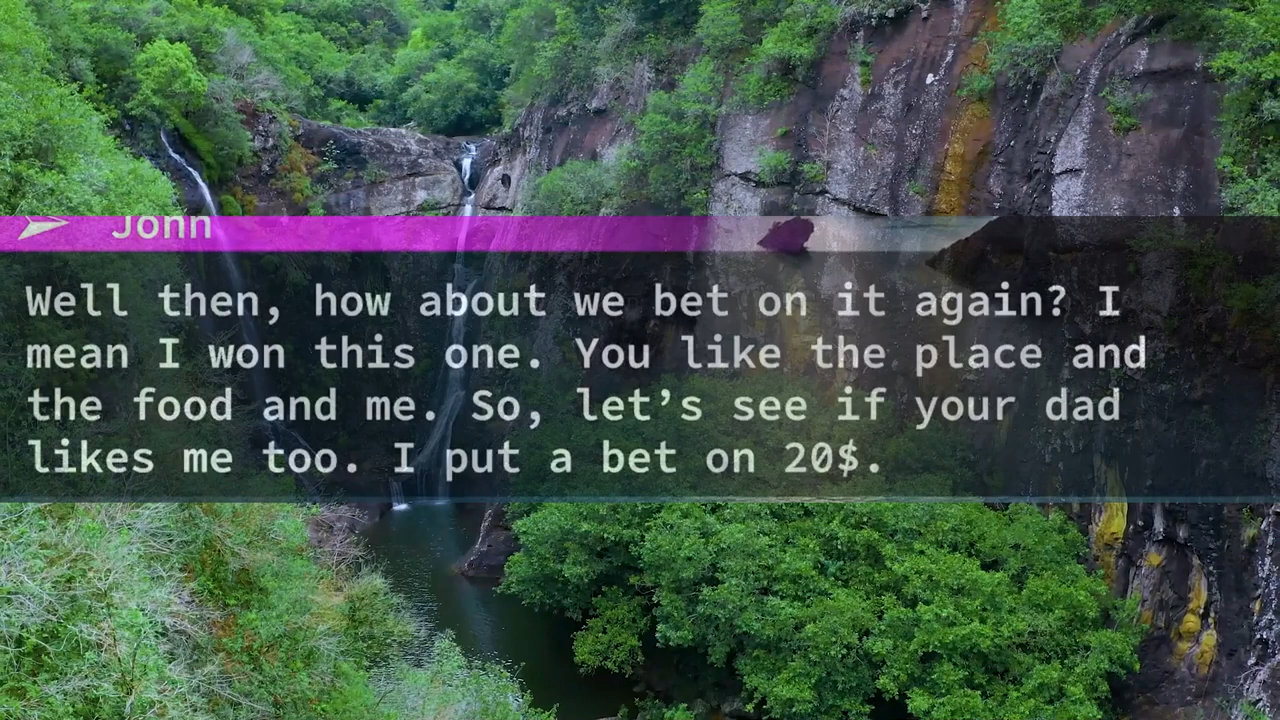 John
Well then, how about we bet on it again? I
mean I won this one. You like the place and
the food and me. So, let’s see if your dad
likes me too. I put a bet on 20$.